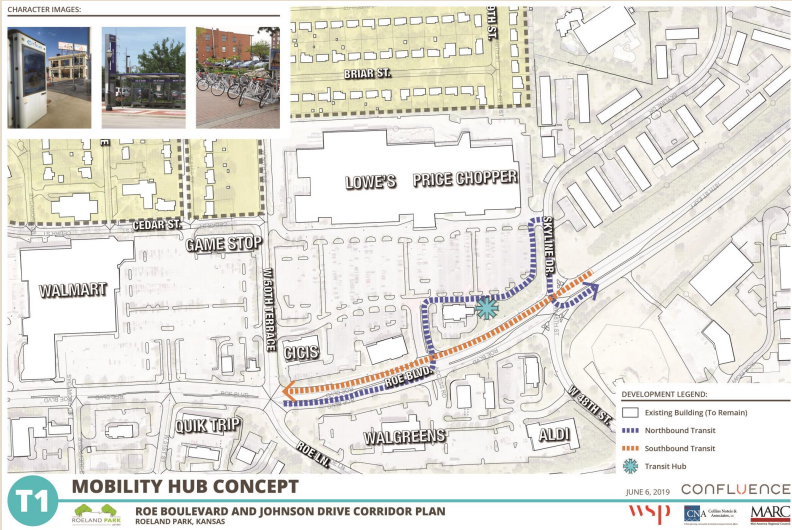 CHARACTER IMAGES:
BRIAR ST.
LOWE'S
PRICE CHOPPER
CEDAR ST.
GAME STOP
SKYLINE DR.
WALMART
W 50TH TERRACE
CICIS
ROE BLVD.
W 48TH ST.
QUIK TRIP
WALGREENS
ALDI
ROE LN.
DEVELOPMENT LEGEND:
Existing Building (To Remain)
Northbound Transit
Southbound Transit
Transit Hub
T1
MOBILITY HUB CONCEPT
JUNE 6, 2019
CONFLUENCE
ROELAND PARK
ROE BOULEVARD AND JOHNSON DRIVE CORRIDOR PLAN
ROELAND PARK, KANSAS
wsp
CNA
Collins Noteis &
Associates,
MARC